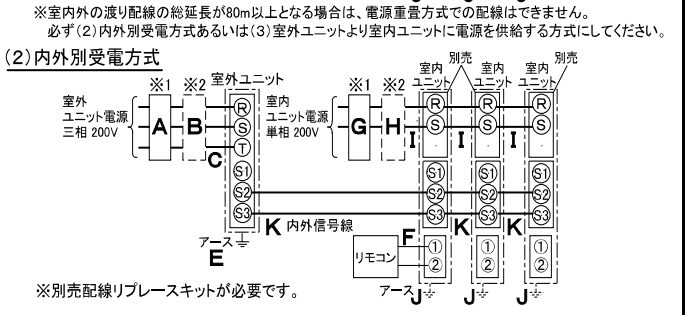 ※室内外の渡り配線の総延長が80m以上となる場合は、電源重畳方式での配線はできません。
必ず(2)内外別受電方式あるいは(3)室外ユニットより室内ユニットに電源を供給する方式にしてください。
(2)内外別受電方式
※1 ※2 室外ユニット ※1 ※2 室内ユニット 別売 室内ユニット 室内ユニット 別売
室外
ユニット電源
三相 200V
A B C
R
S
T
S1
S2
S3
室内
ユニット電源
単相 200V
G H I I I
R R R
S S S
S1 S1 S1
S2 S2 S2
S3 S3 S3
K 内外信号線 K K
アース
E
F
リモコン
① ① ①
② ② ②
アース J J J
※別売配線リプレースキットが必要です。